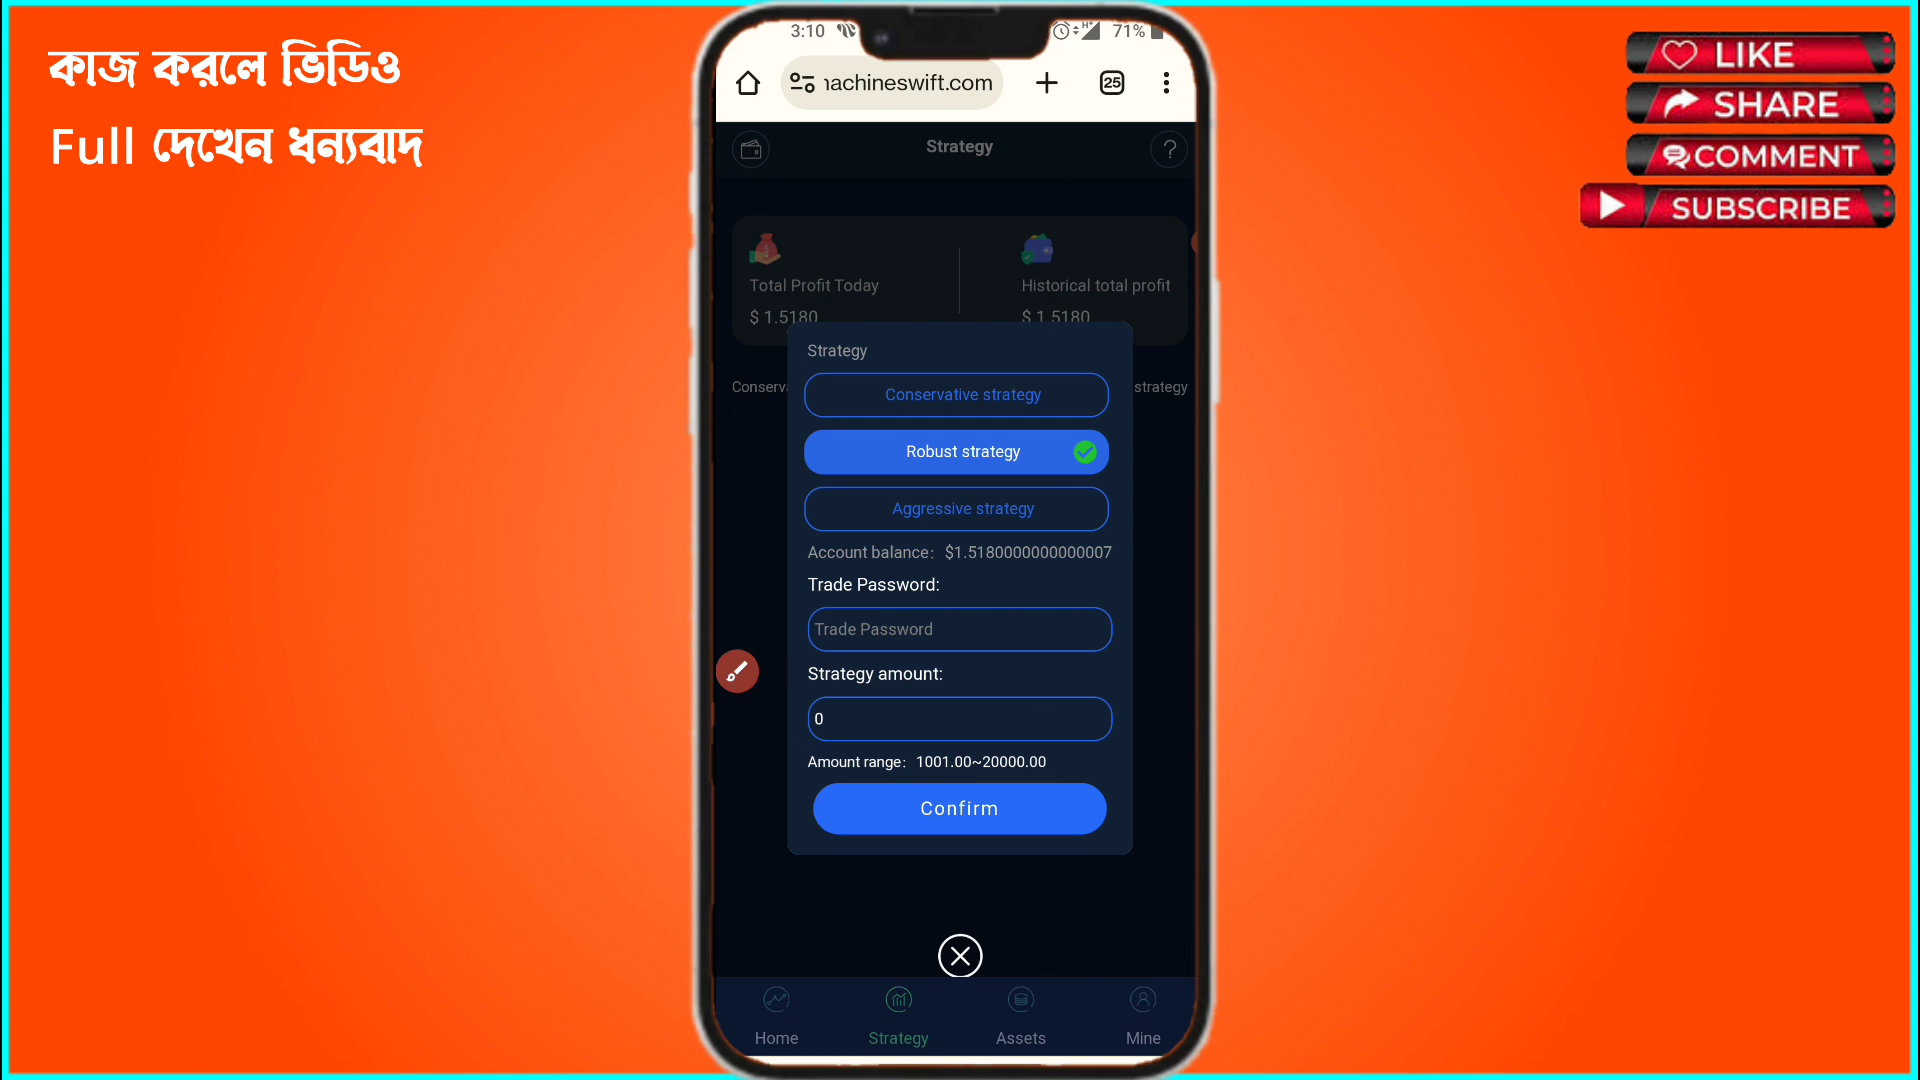 কাজ করলে ভিডিও
Full দেখেন ধন্যবাদ
LIKE
SHARE
COMMENT
SUBSCRIBE
3:10
H+
71%
nachineswift.com
25
Strategy
?
Total Profit Today
Historical total profit
$ 1.5180
$ 1.5180
Strategy
strategy
Conservative strategy
Robust strategy
Aggressive strategy
Account balance: $1.5180000000000007
Trade Password:
Trade Password
Strategy amount:
0
Amount range: 1001.00~20000.00
Confirm
Home
Strategy
Assets
Mine